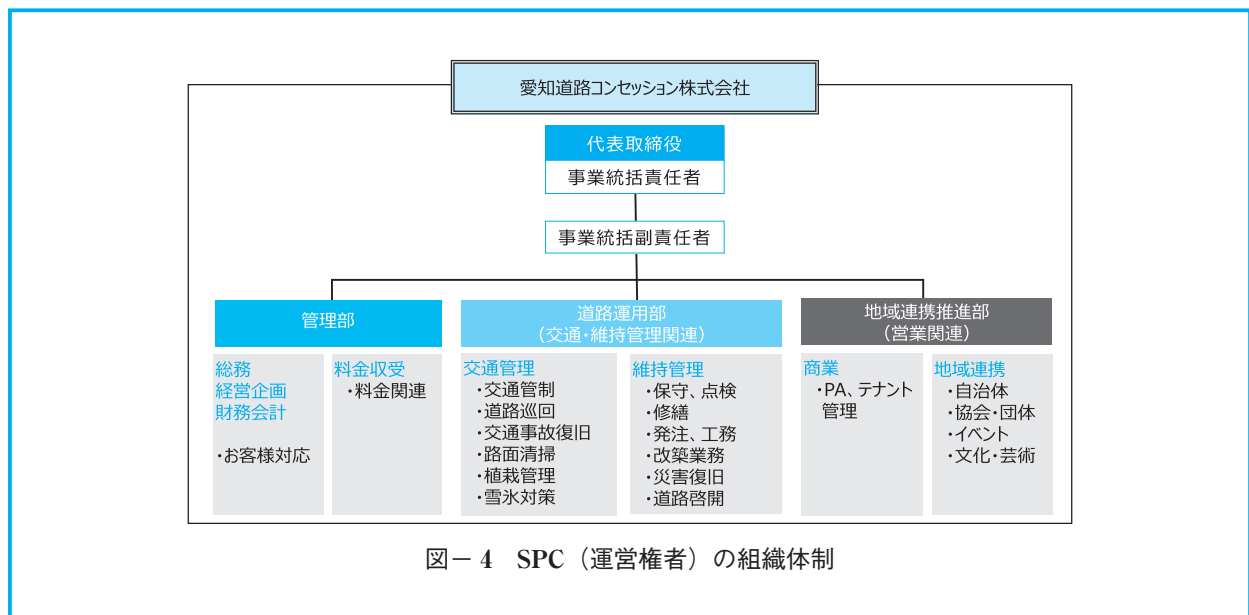 愛知道路コンセッション株式会社
代表取締役
事業統括責任者
事業統括副責任者
管理部
総務
経営企画
財務会計
・お客様対応
料金収受
・料金関連
道路運用部
（交通・維持管理関連）
交通管理
・交通管制
・道路巡回
・交通事故復旧
・路面清掃
・植栽管理
・雪氷対策
維持管理
・保守、点検
・修繕
・発注、工務
・改築業務
・災害復旧
・道路啓開
地域連携推進部
（営業関連）
商業
・PA、テナント
管理
地域連携
・自治体
・協会・団体
・イベント
・文化・芸術
図－4　SPC（運営権者）の組織体制